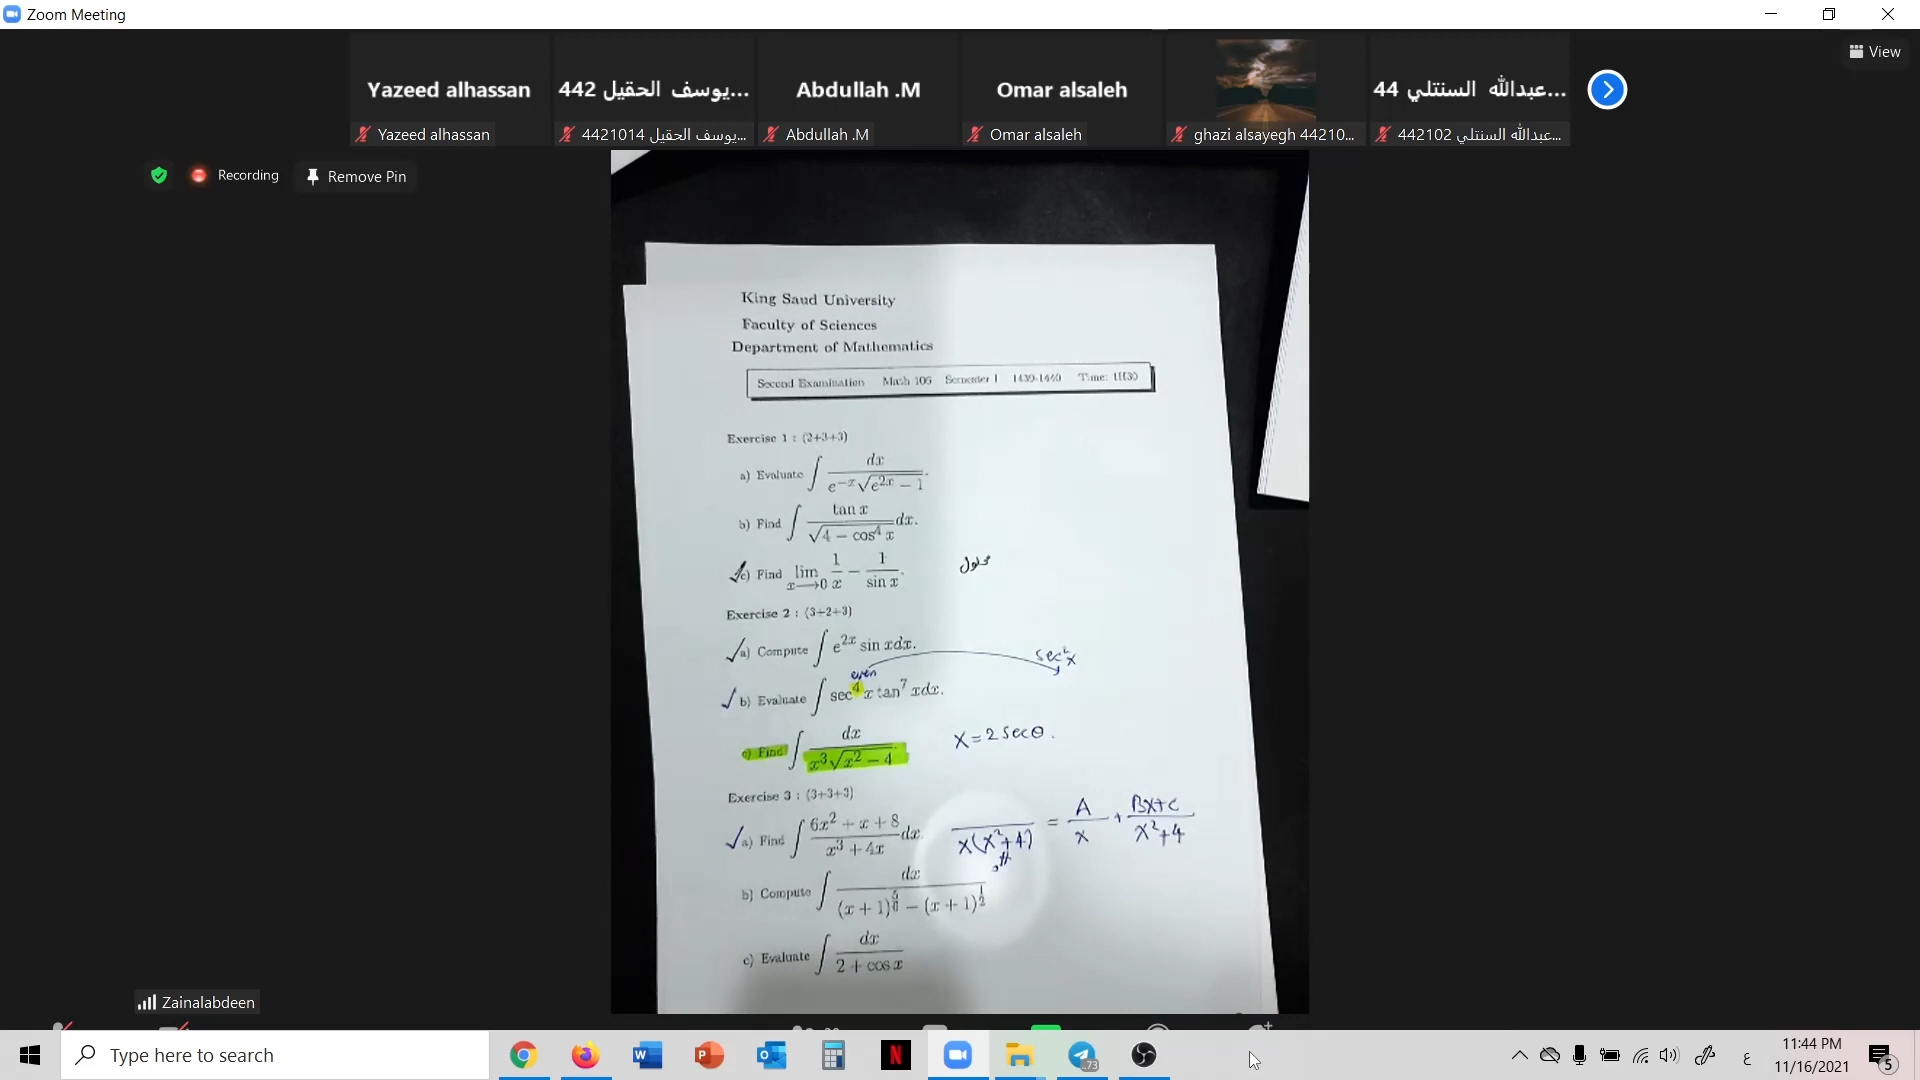 Zoom Meeting
View
Yazeed alhassan
يوسف الحقيل 442...
Abdullah .M
Omar alsaleh
عبدالله السنتلي 44...
Yazeed alhassan
يوسف الحقيل 4421014...
Abdullah .M
Omar alsaleh
ghazi alsayegh 44210...
عبدالله السنتلي 442102...
Recording
Remove Pin
King Saud University
Faculty of Sciences
Department of Mathematics
Second Examination Math 106 Semester I 1439-1440 Time: 1H30
Exercise 1 : (2+3+3)
a) Evaluate ∫ dx / (e^{-x}√(e^{2x} − 1)).
b) Find ∫ tan x / √(4 − cos⁴ x) dx.
c) Find lim x⟶0 1/x − 1/sin x. محلول
Exercise 2 : (3+2+3)
a) Compute ∫ e^{2x} sin xdx.
even sec²x
b) Evaluate ∫ sec⁴ x tan⁷ xdx.
c) Find ∫ dx / (x³√(x² − 4)). X = 2 sec θ.
Exercise 3 : (3+3+3)
a) Find ∫ (6x² + x + 8) / (x³ + 4x) dx. / x(x²+4) = A/x + (Bx+C)/(x²+4)
b) Compute ∫ dx / ((x + 1)^{5/6} − (x + 1)^{1/2})
c) Evaluate ∫ dx / (2 + cos x)
Zainalabdeen
Type here to search
73
ع
11:44 PM
11/16/2021
5